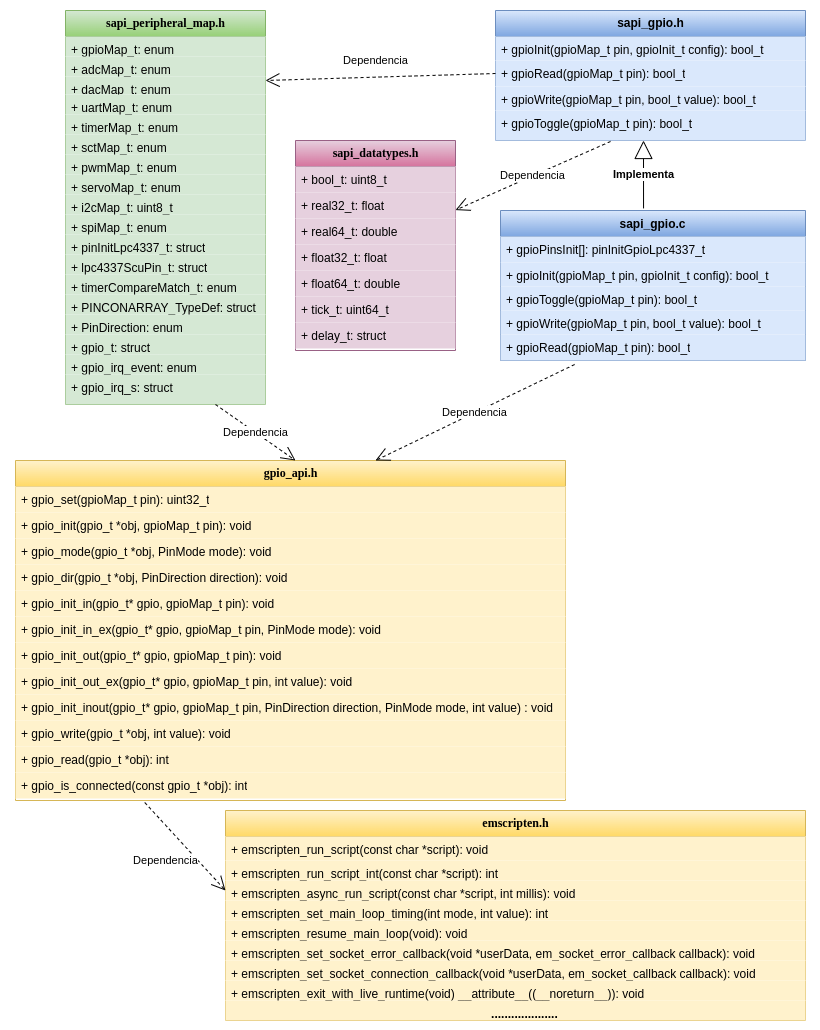 sapi_peripheral_map.h
+ gpioMap_t: enum
+ adcMap_t: enum
+ dacMap_t: enum
+ uartMap_t: enum
+ timerMap_t: enum
+ sctMap_t: enum
+ pwmMap_t: enum
+ servoMap_t: enum
+ i2cMap_t: uint8_t
+ spiMap_t: enum
+ pinInitLpc4337_t: struct
+ lpc4337ScuPin_t: struct
+ timerCompareMatch_t: enum
+ PINCONARRAY_TypeDef: struct
+ PinDirection: enum
+ gpio_t: struct
+ gpio_irq_event: enum
+ gpio_irq_s: struct
Dependencia
sapi_gpio.h
+ gpioInit(gpioMap_t pin, gpioInit_t config): bool_t
+ gpioRead(gpioMap_t pin): bool_t
+ gpioWrite(gpioMap_t pin, bool_t value): bool_t
+ gpioToggle(gpioMap_t pin): bool_t
sapi_datatypes.h
+ bool_t: uint8_t
+ real32_t: float
+ real64_t: double
+ float32_t: float
+ float64_t: double
+ tick_t: uint64_t
+ delay_t: struct
Dependencia
Implementa
sapi_gpio.c
+ gpioPinsInit[]: pinInitGpioLpc4337_t
+ gpioInit(gpioMap_t pin, gpioInit_t config): bool_t
+ gpioToggle(gpioMap_t pin): bool_t
+ gpioWrite(gpioMap_t pin, bool_t value): bool_t
+ gpioRead(gpioMap_t pin): bool_t
Dependencia
Dependencia
gpio_api.h
+ gpio_set(gpioMap_t pin): uint32_t
+ gpio_init(gpio_t *obj, gpioMap_t pin): void
+ gpio_mode(gpio_t *obj, PinMode mode): void
+ gpio_dir(gpio_t *obj, PinDirection direction): void
+ gpio_init_in(gpio_t* gpio, gpioMap_t pin): void
+ gpio_init_in_ex(gpio_t* gpio, gpioMap_t pin, PinMode mode): void
+ gpio_init_out(gpio_t* gpio, gpioMap_t pin): void
+ gpio_init_out_ex(gpio_t* gpio, gpioMap_t pin, int value): void
+ gpio_init_inout(gpio_t* gpio, gpioMap_t pin, PinDirection direction, PinMode mode, int value) : void
+ gpio_write(gpio_t *obj, int value): void
+ gpio_read(gpio_t *obj): int
+ gpio_is_connected(const gpio_t *obj): int
Dependencia
emscripten.h
+ emscripten_run_script(const char *script): void
+ emscripten_run_script_int(const char *script): int
+ emscripten_async_run_script(const char *script, int millis): void
+ emscripten_set_main_loop_timing(int mode, int value): int
+ emscripten_resume_main_loop(void): void
+ emscripten_set_socket_error_callback(void *userData, em_socket_error_callback callback): void
+ emscripten_set_socket_connection_callback(void *userData, em_socket_callback callback): void
+ emscripten_exit_with_live_runtime(void) __attribute__((__noreturn__)): void
....................